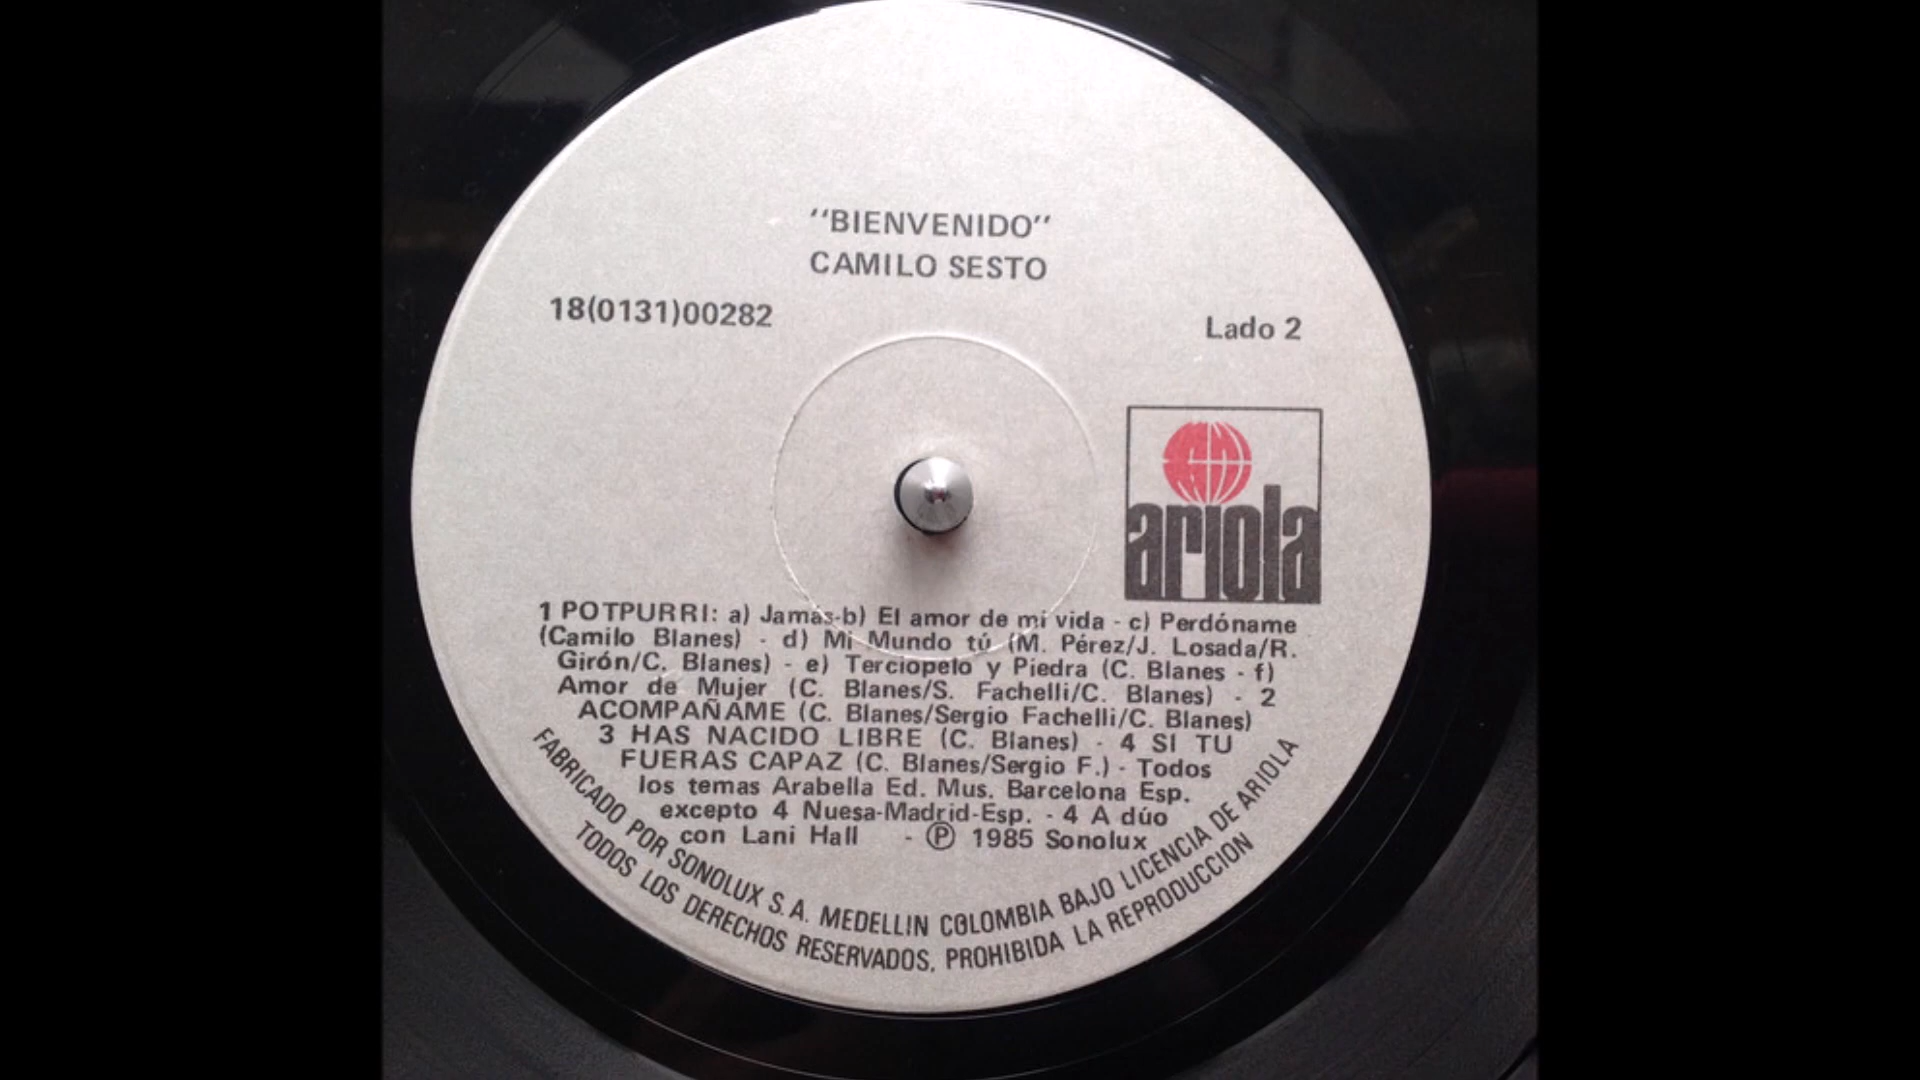 "BIENVENIDO"
CAMILO SESTO
18(0131)00282
Lado 2
ariola
1 POTPURRI: a) Jamas-b) El amor de mi vida - c) Perdóname
(Camilo Blanes) - d) Mi Mundo tú (M. Pérez/J. Losada/R.
Girón/C. Blanes) - e) Terciopelo y Piedra (C. Blanes - f)
Amor de Mujer (C. Blanes/S. Fachelli/C. Blanes) - 2
ACOMPAÑAME (C. Blanes/Sergio Fachelli/C. Blanes)
3 HAS NACIDO LIBRE (C. Blanes) - 4 SI TU
FUERAS CAPAZ (C. Blanes/Sergio F.) - Todos
los temas Arabella Ed. Mus. Barcelona Esp.
excepto 4 Nuesa-Madrid-Esp. - 4 A dúo
con Lani Hall - Ⓟ 1985 Sonolux
FABRICADO POR SONOLUX S.A. MEDELLIN COLOMBIA BAJO LICENCIA DE ARIOLA
TODOS LOS DERECHOS RESERVADOS, PROHIBIDA LA REPRODUCCION